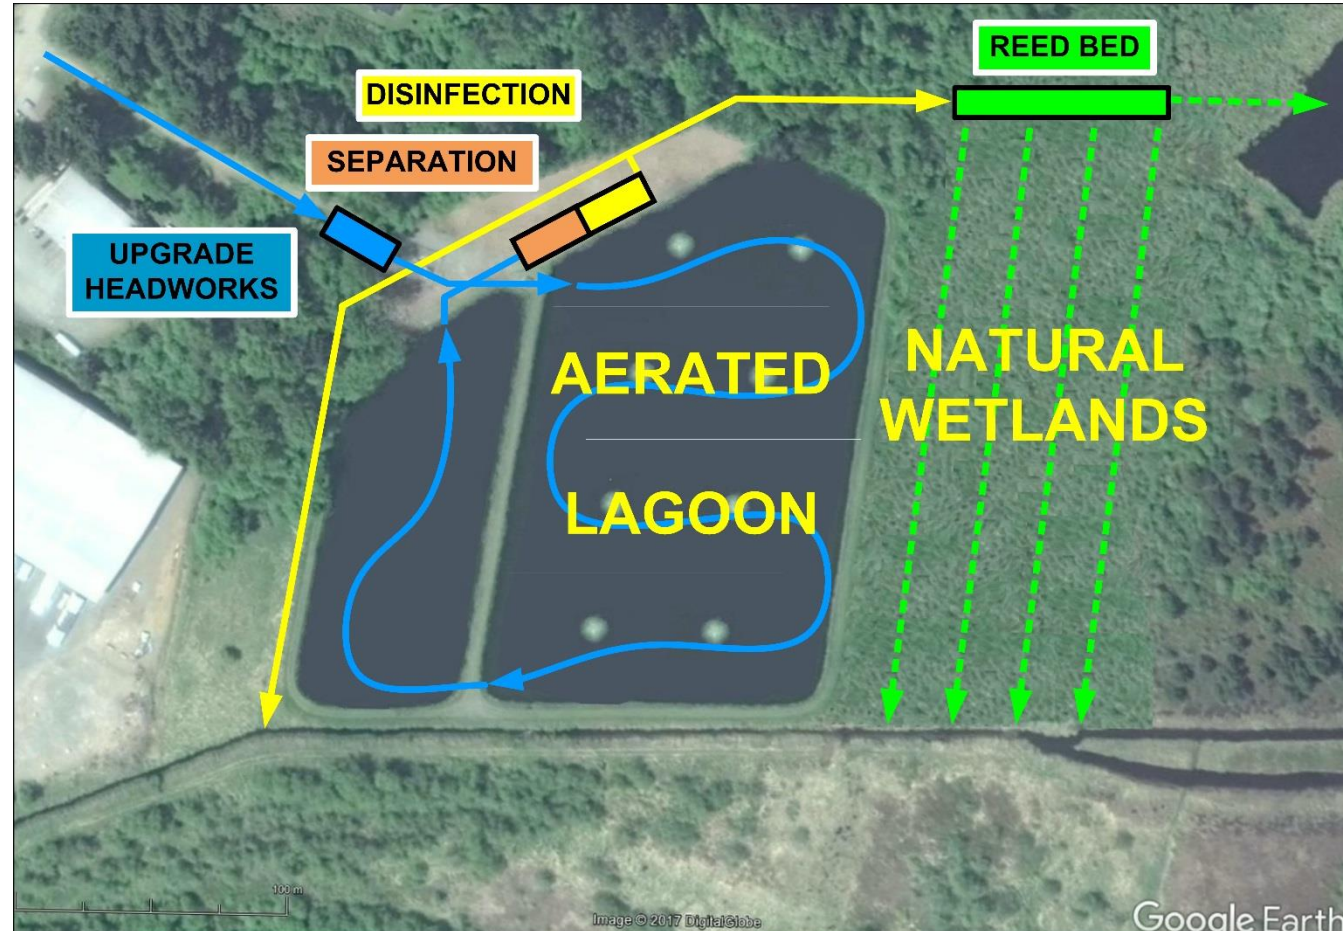 REED BED
DISINFECTION
SEPARATION
UPGRADE
HEADWORKS
AERATED
LAGOON
NATURAL
WETLANDS
100 m
Image © 2017 DigitalGlobe
Google Earth